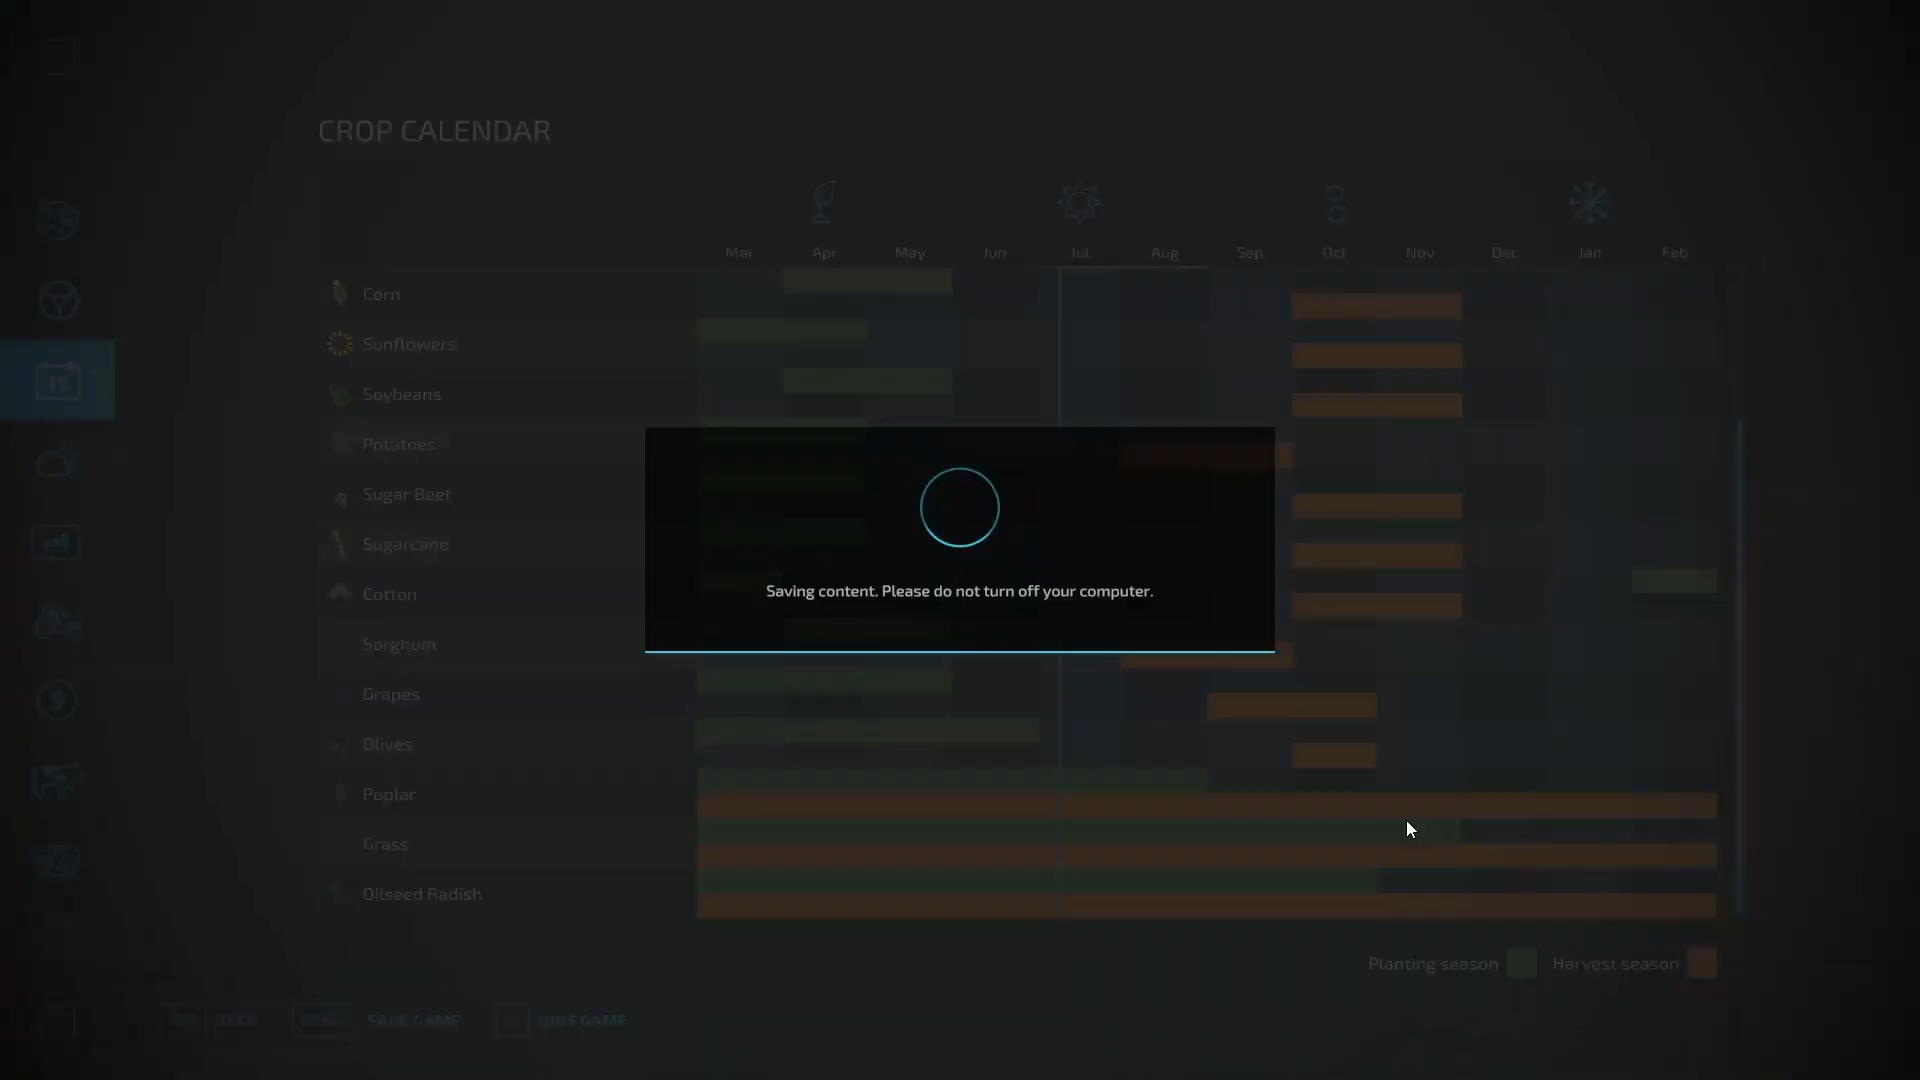 CROP CALENDAR
Mar Apr May Jun Jul Aug Sep Oct Nov Dec Jan Feb
Corn
Sunflowers
Soybeans
Potatoes
Sugar Beet
Sugarcane
Cotton
Sorghum
Grapes
Olives
Poplar
Grass
Oilseed Radish
15
Saving content. Please do not turn off your computer.
Planting season Harvest season
BACK SAVE GAME QUIT GAME